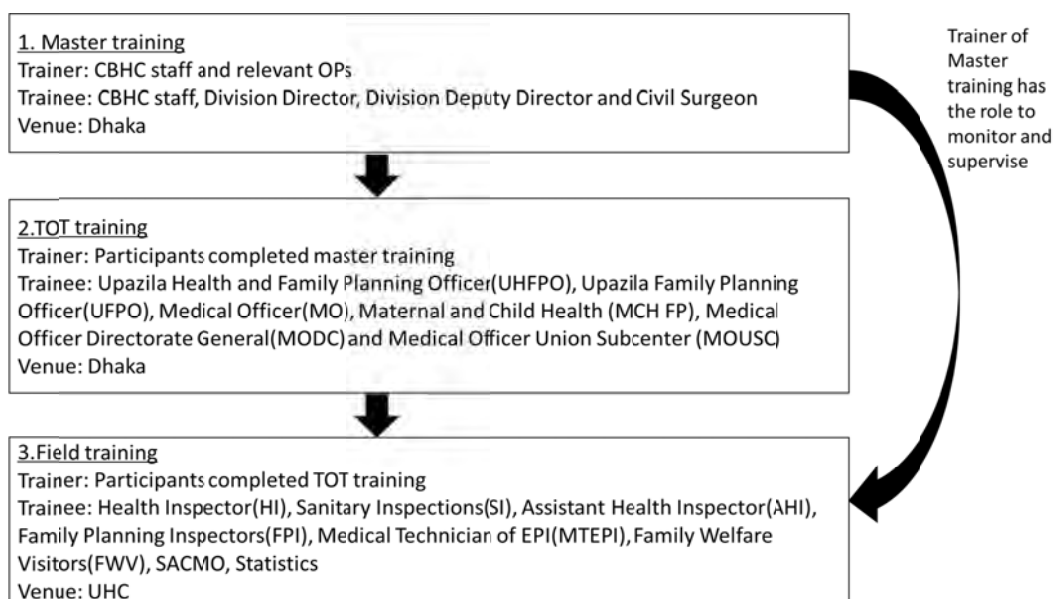 1. Master training
Trainer: CBHC staff and relevant OPs
Trainee: CBHC staff, Division Director, Division Deputy Director and Civil Surgeon
Venue: Dhaka
Trainer of
Master
training has
the role to
monitor and
supervise
2.TOT training
Trainer: Participants completed master training
Trainee: Upazila Health and Family Planning Officer(UHFPO), Upazila Family Planning
Officer(UFPO), Medical Officer(MO), Maternal and Child Health (MCH FP), Medical
Officer Directorate General(MODC) and Medical Officer Union Subcenter (MOUSC)
Venue: Dhaka
3.Field training
Trainer: Participants completed TOT training
Trainee: Health Inspector(HI), Sanitary Inspections(SI), Assistant Health Inspector(AHI),
Family Planning Inspectors(FPI), Medical Technician of EPI(MTEPI), Family Welfare
Visitors(FWV), SACMO, Statistics
Venue: UHC